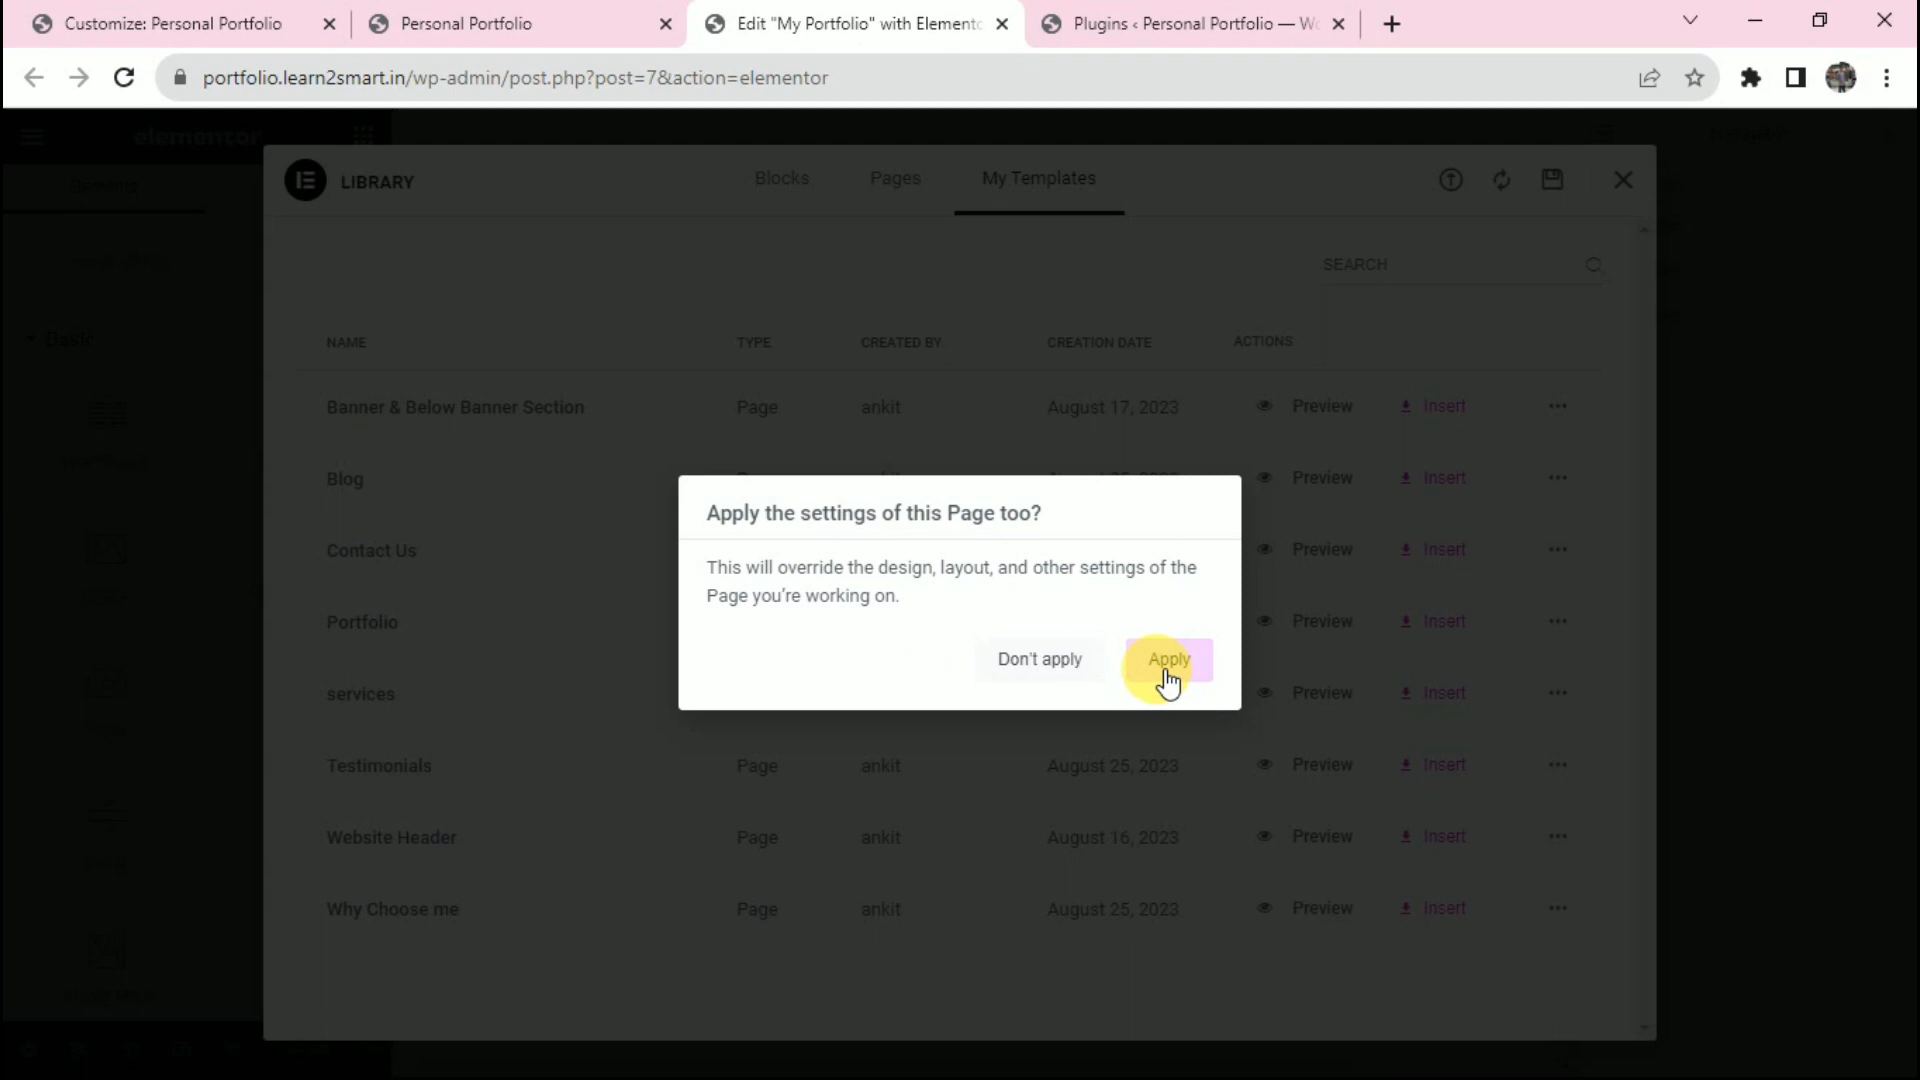 Customize: Personal Portfolio
Personal Portfolio
Edit "My Portfolio" with Elemento
Plugins ‹ Personal Portfolio — Wo
portfolio.learn2smart.in/wp-admin/post.php?post=7&action=elementor
elementor
Elements
LIBRARY
Blocks
Pages
My Templates
SEARCH
Basic
NAME TYPE CREATED BY CREATION DATE ACTIONS
Banner & Below Banner Section Page ankit August 17, 2023 Preview Insert
Blog Preview Insert
Contact Us Preview Insert
Portfolio Preview Insert
services Preview Insert
Testimonials Page ankit August 25, 2023 Preview Insert
Website Header Page ankit August 16, 2023 Preview Insert
Why Choose me Page ankit August 25, 2023 Preview Insert
Apply the settings of this Page too?
This will override the design, layout, and other settings of the
Page you're working on.
Don't apply
Apply